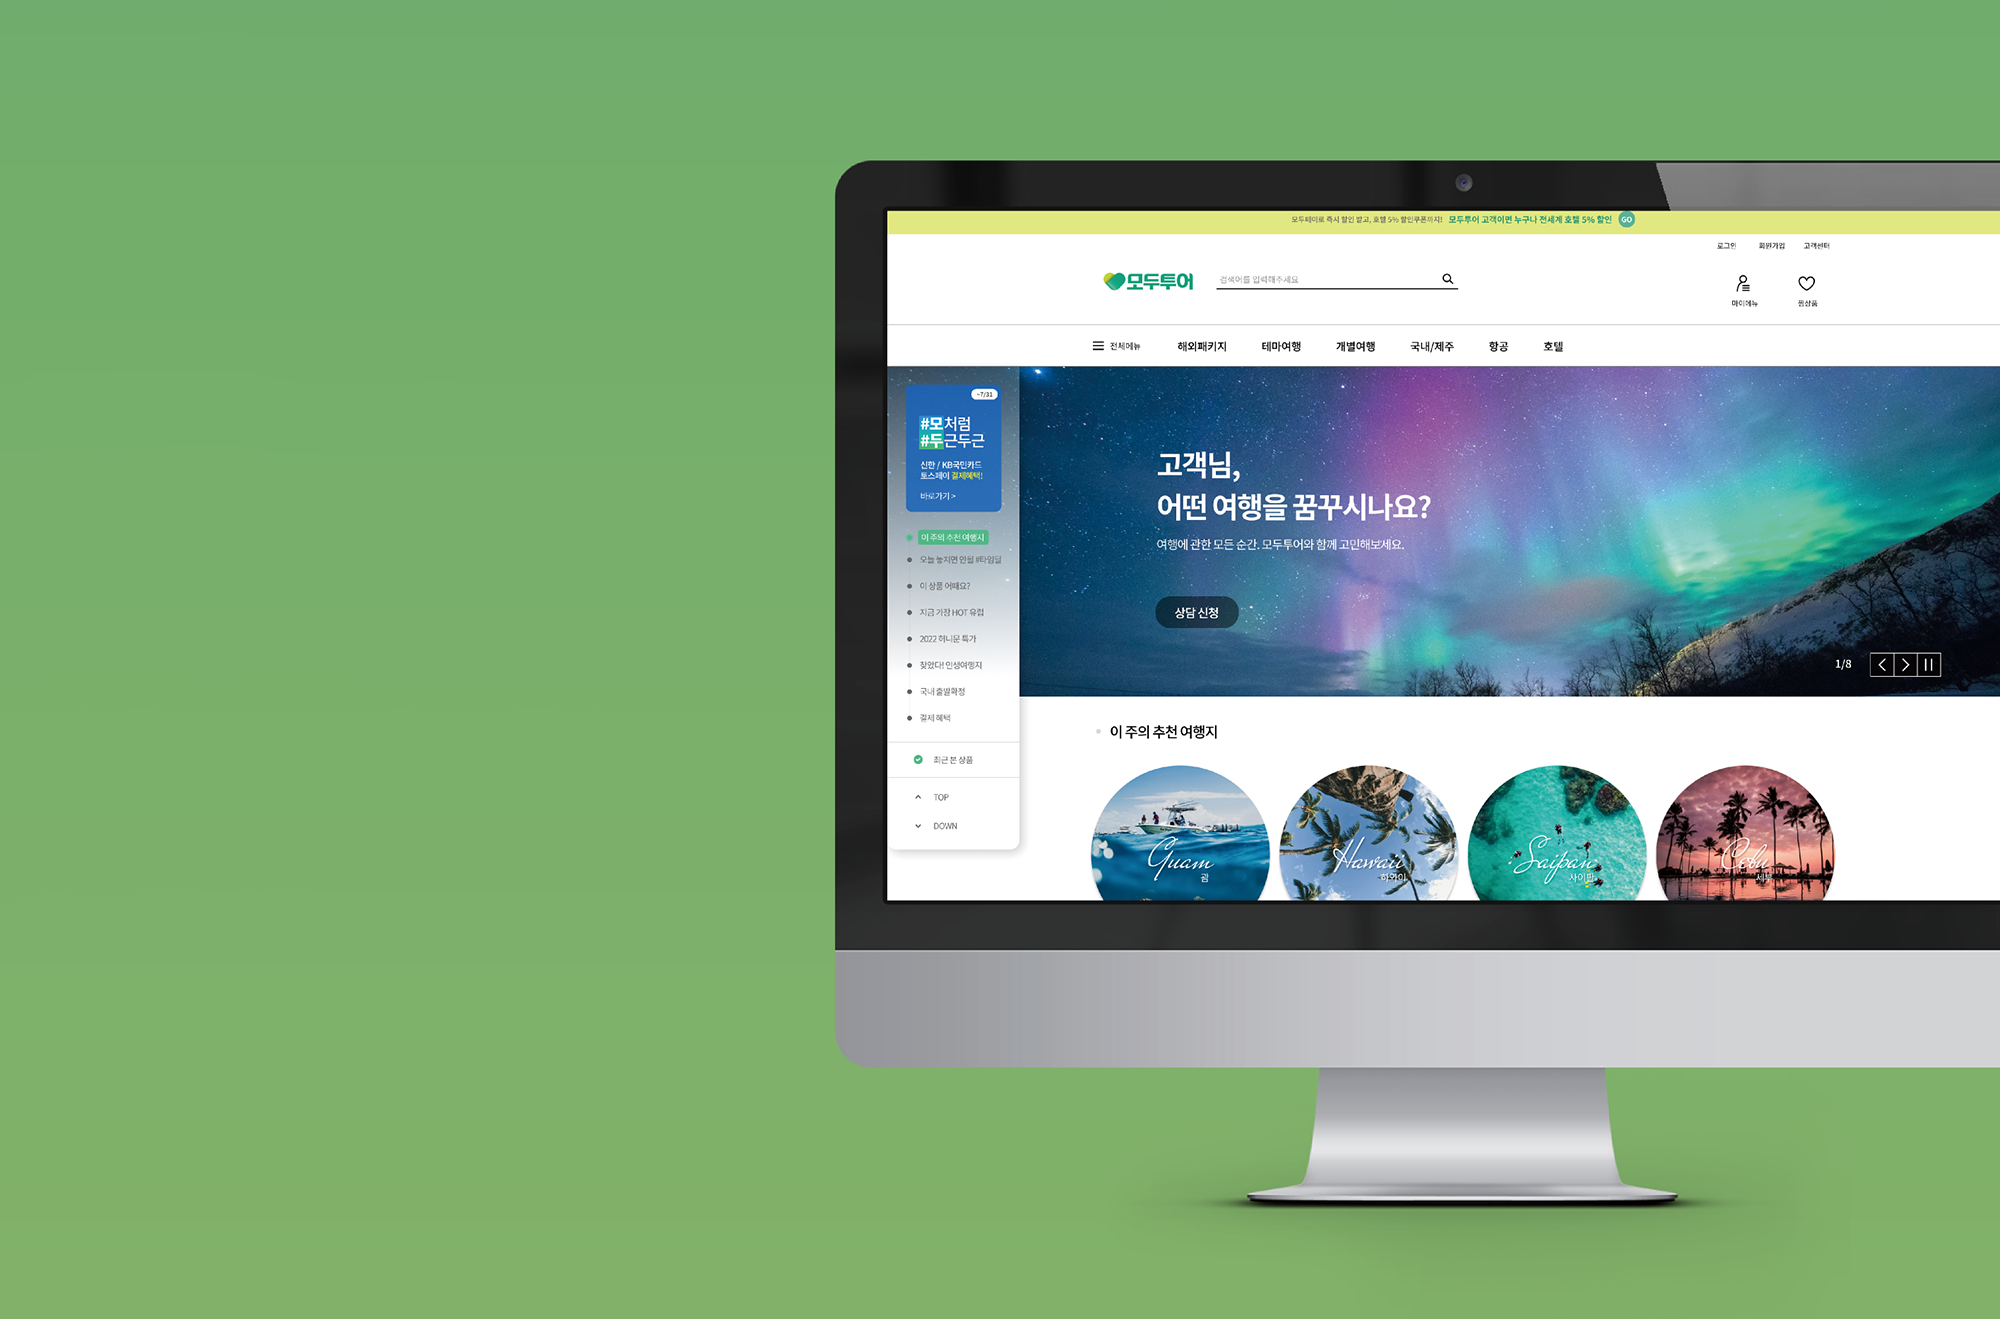 모두페이로 즉시 할인 받고, 호텔 5% 할인쿠폰까지! 모두투어 고객이면 누구나 전세계 호텔 5% 할인 GO
로그인 회원가입 고객센터
모두투어 검색어를 입력해주세요
마이메뉴 찜상품
전체메뉴 해외패키지 테마여행 개별여행 국내/제주 항공 호텔
~7/31
#모처럼
#두근두근
신한 / KB국민카드
토스페이 결제혜택!
바로가기 >
이 주의 추천 여행지
오늘 놓치면 안될 #타임딜
이 상품 어때요?
지금 가장 HOT 유럽
2022 허니문 특가
찾았다! 인생여행지
국내 출발확정
결제 혜택
최근 본 상품
TOP
DOWN
고객님,
어떤 여행을 꿈꾸시나요?
여행에 관한 모든 순간. 모두투어와 함께 고민해보세요.
상담 신청
1/8
이 주의 추천 여행지
Guam
괌
Hawaii
하와이
Saipan
사이판
Cebu
세부